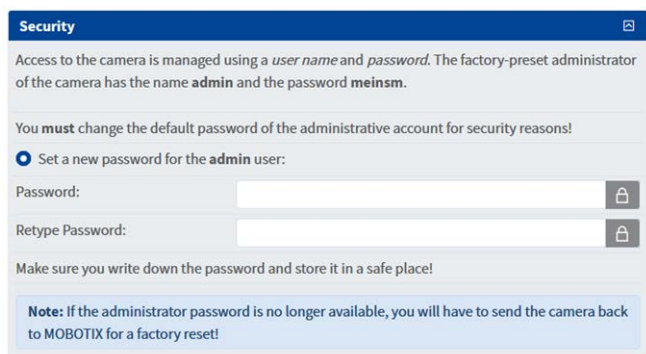 Security
Access to the camera is managed using a user name and password. The factory-preset administrator
of the camera has the name admin and the password meinsm.
You must change the default password of the administrative account for security reasons!
Set a new password for the admin user:
Password:
Retype Password:
Make sure you write down the password and store it in a safe place!
Note: If the administrator password is no longer available, you will have to send the camera back
to MOBOTIX for a factory reset!